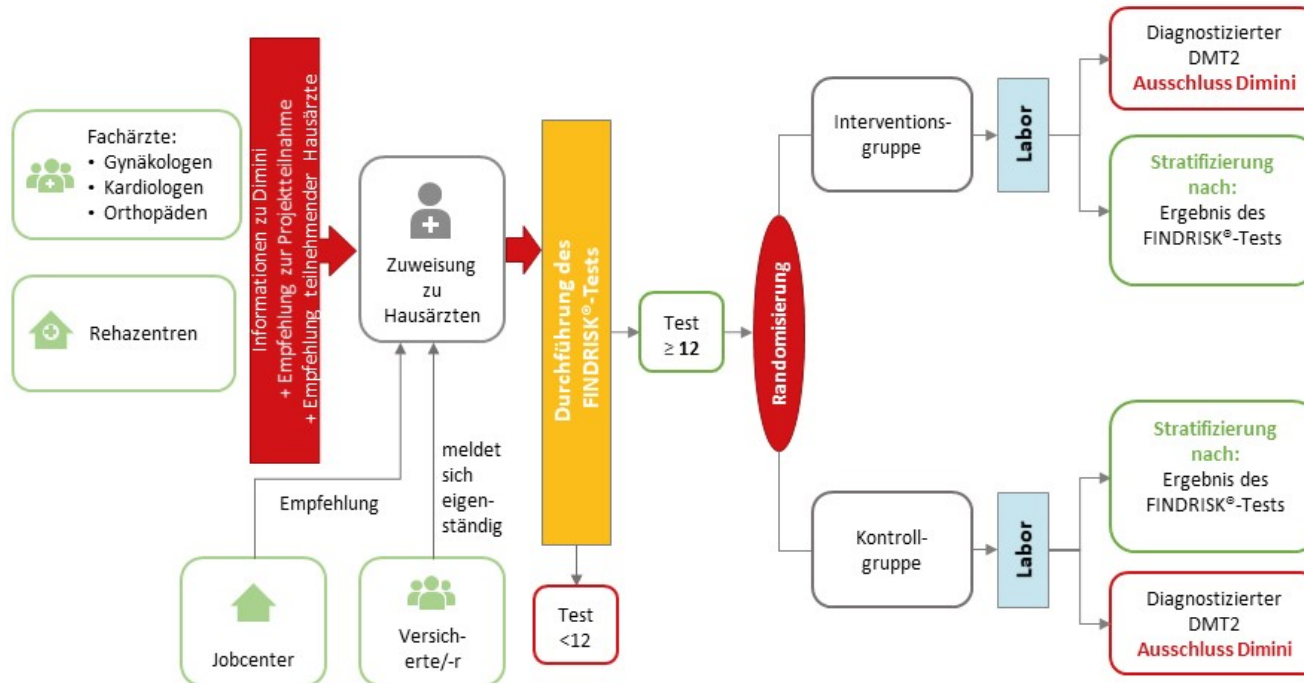 Fachärzte:
• Gynäkologen
• Kardiologen
• Orthopäden
Rehazentren
Informationen zu Dimini
+ Empfehlung zur Projektteilnahme
+ Empfehlung teilnehmender Hausärzte
Zuweisung
zu
Hausärzten
Empfehlung
meldet
sich
eigen-
ständig
Jobcenter
Versich-
erte/-r
Durchführung des
FINDRISK®-Tests
Test
<12
Test
≥ 12
Randomisierung
Interventions-
gruppe
Labor
Diagnostizierter
DMT2
Ausschluss Dimini
Stratifizierung
nach:
Ergebnis des
FINDRISK®-Tests
Kontroll-
gruppe
Labor
Stratifizierung
nach:
Ergebnis des
FINDRISK®-Tests
Diagnostizierter
DMT2
Ausschluss Dimini